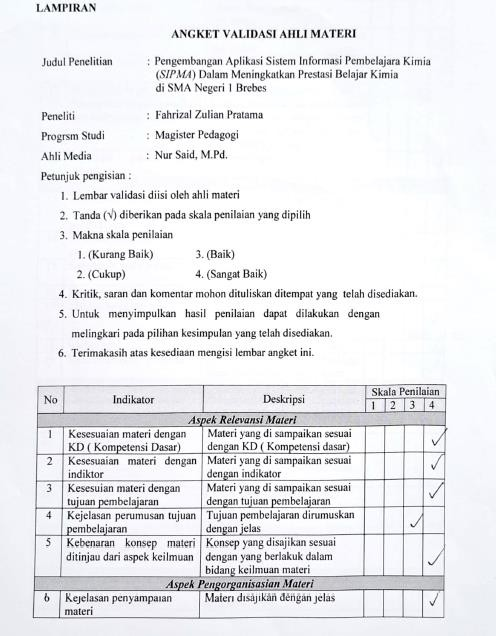 LAMPIRAN
ANGKET VALIDASI AHLI MATERI
Judul Penelitian : Pengembangan Aplikasi Sistem Informasi Pembelajara Kimia
(SIPMA) Dalam Meningkatkan Prestasi Belajar Kimia
di SMA Negeri 1 Brebes
Peneliti : Fahrizal Zulian Pratama
Progrsm Studi : Magister Pedagogi
Ahli Media : Nur Said, M.Pd.
Petunjuk pengisian :
1. Lembar validasi diisi oleh ahli materi
2. Tanda (√) diberikan pada skala penilaian yang dipilih
3. Makna skala penilaian
1. (Kurang Baik) 3. (Baik)
2. (Cukup) 4. (Sangat Baik)
4. Kritik, saran dan komentar mohon dituliskan ditempat yang telah disediakan.
5. Untuk menyimpulkan hasil penilaian dapat dilakukan dengan
melingkari pada pilihan kesimpulan yang telah disediakan.
6. Terimakasih atas kesediaan mengisi lembar angket ini.
No Indikator Deskripsi Skala Penilaian
1 2 3 4
Aspek Relevansi Materi
1 Kesesuaian materi dengan Materi yang di sampaikan sesuai
KD ( Kompetensi Dasar) dengan KD ( Kompetensi dasar) √
2 Kesesuaian materi dengan Materi yang di sampaikan sesuai
indiktor dengan indikator √
3 Kesesuian materi dengan Materi yang di sampaikan sesuai
tujuan pembelajaran dengan tujuan pembelajaran √
4 Kejelasan perumusan tujuan Tujuan pembelajaran dirumuskan
pembelajaran dengan jelas √
5 Kebenaran konsep materi Konsep yang disajikan sesuai
ditinjau dari aspek keilmuan dengan yang berlakuk dalam
bidang keilmuan materi √
Aspek Pengorganisasian Materi
6 Kejelasan penyampaian Materi disajikan dengan jelas
materi √